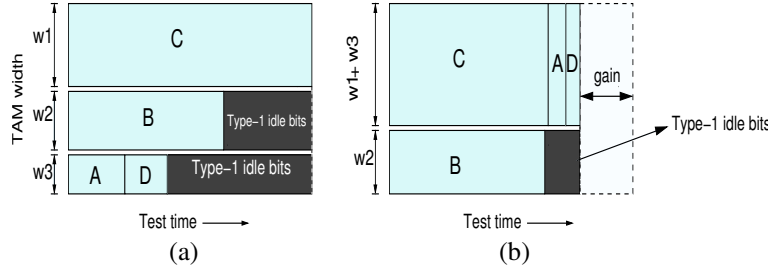 TAM width
w1
w2
w3
C
B
Type-1 idle bits
A
D
Type-1 idle bits
Test time
(a)
w1+ w3
w2
C
A
D
gain
B
Type-1 idle bits
Test time
(b)